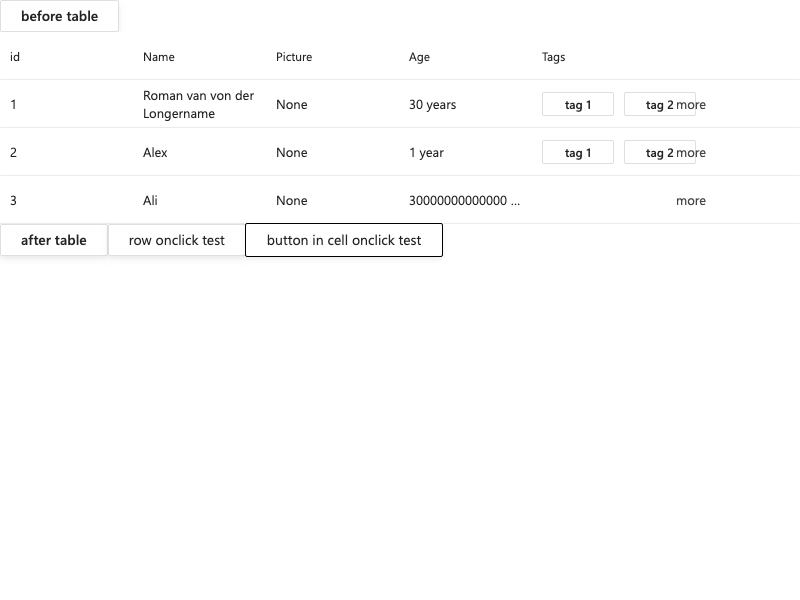 before table
id Name Picture Age Tags
1 Roman van von der Longername None 30 years tag 1 tag 2 more
2 Alex None 1 year tag 1 tag 2 more
3 Ali None 30000000000000 ... more
after table row onclick test button in cell onclick test